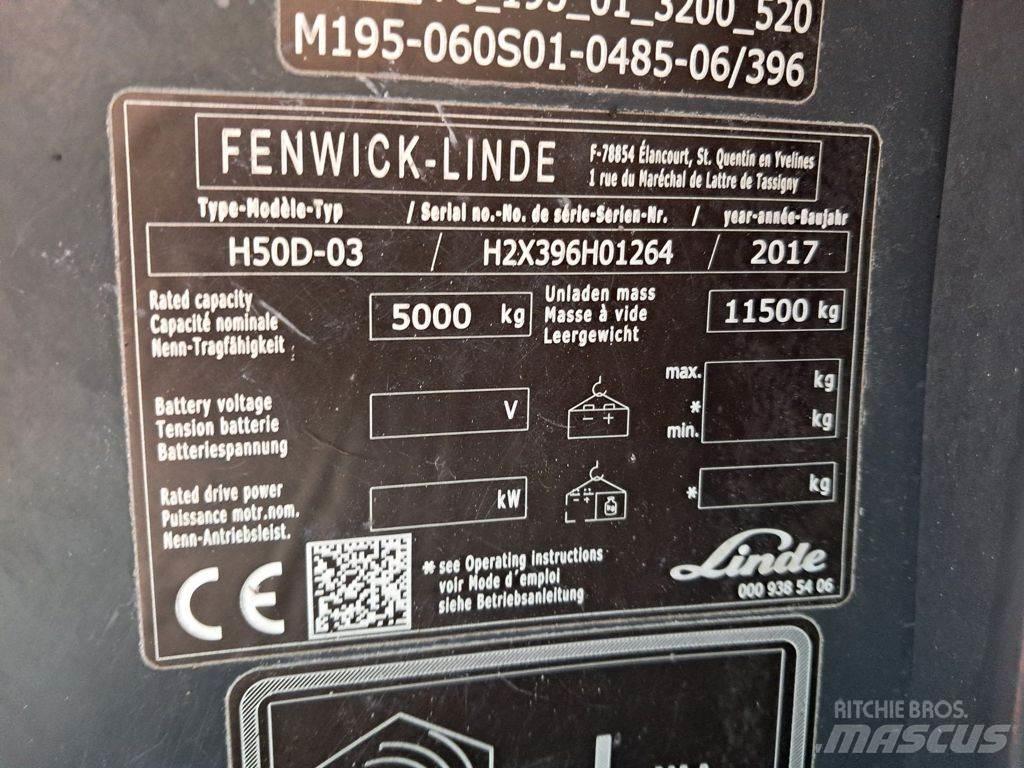 _195_01_3200_520
M195-060S01-0485-06/396
FENWICK-LINDE
F-78854 Élancourt, St. Quentin en Yvelines
1 rue du Maréchal de Lattre de Tassigny
Type-Modèle-Typ / Serial no.-No. de série-Serien-Nr. / year-année-Baujahr
H50D-03 / H2X396H01264 / 2017
Rated capacity
Capacité nominale
Nenn-Tragfähigkeit
5000 kg
Unladen mass
Masse à vide
Leergewicht
11500 kg
Battery voltage
Tension batterie
Batteriespannung
V
max. kg
*
min. kg
Rated drive power
Puissance motr.nom.
Nenn-Antriebsleist.
kW
kg
* kg
CE
* see Operating Instructions
voir Mode d'emploi
siehe Betriebsanleitung
Linde
000 938 54 06
RITCHIE BROS.
MASCUS